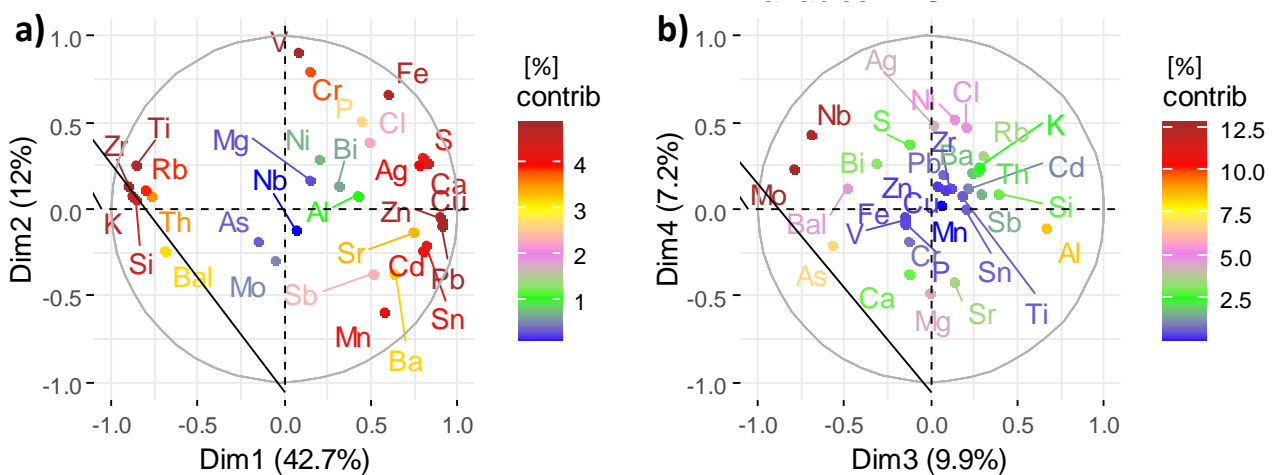 a)
1.0
0.5
0.0
-0.5
-1.0
Dim2 (12%)
V
Fe
Cr
P
Cl
S
Zr
Ti
Rb
Mg
Ni
Bi
Ag
Ca
Cu
Nb
Al
Zn
K
Th
As
Sr
Si
Bal
Mo
Sb
Cd
Pb
Sn
Mn
Ba
-1.0 -0.5 0.0 0.5 1.0
Dim1 (42.7%)
[%]
contrib
4
3
2
1
b)
1.0
0.5
0.0
-0.5
-1.0
Dim4 (7.2%)
Ag
Ni
Cl
Nb
S
Rb
K
Zr
Bi
Pb
Ba
Th
Cd
Mo
Zn
Cu
Si
Bal
Fe
V
Mn
Sb
Al
As
Cr
P
Sn
Ca
Mg
Sr
Ti
-1.0 -0.5 0.0 0.5 1.0
Dim3 (9.9%)
[%]
contrib
12.5
10.0
7.5
5.0
2.5